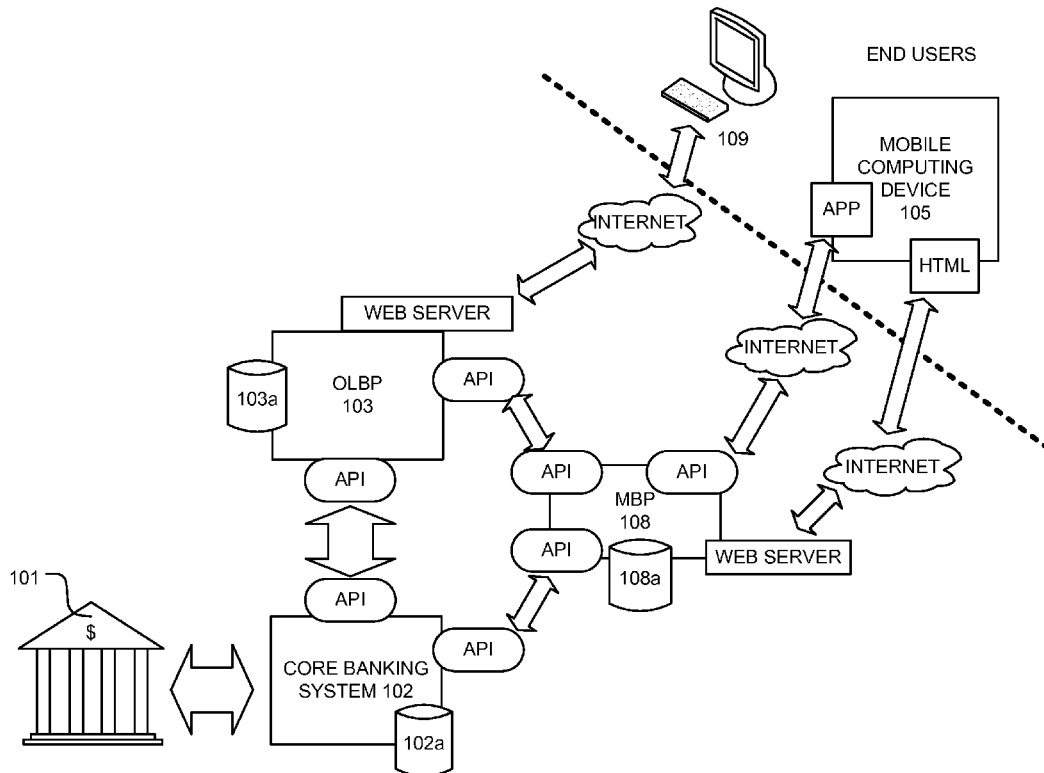 END USERS
109
MOBILE
COMPUTING
DEVICE
105
APP
HTML
INTERNET
WEB SERVER
INTERNET
OLBP
103
103a
API
API
INTERNET
API
API
MBP
108
API
108a
WEB SERVER
101
$
API
API
CORE BANKING
SYSTEM 102
102a